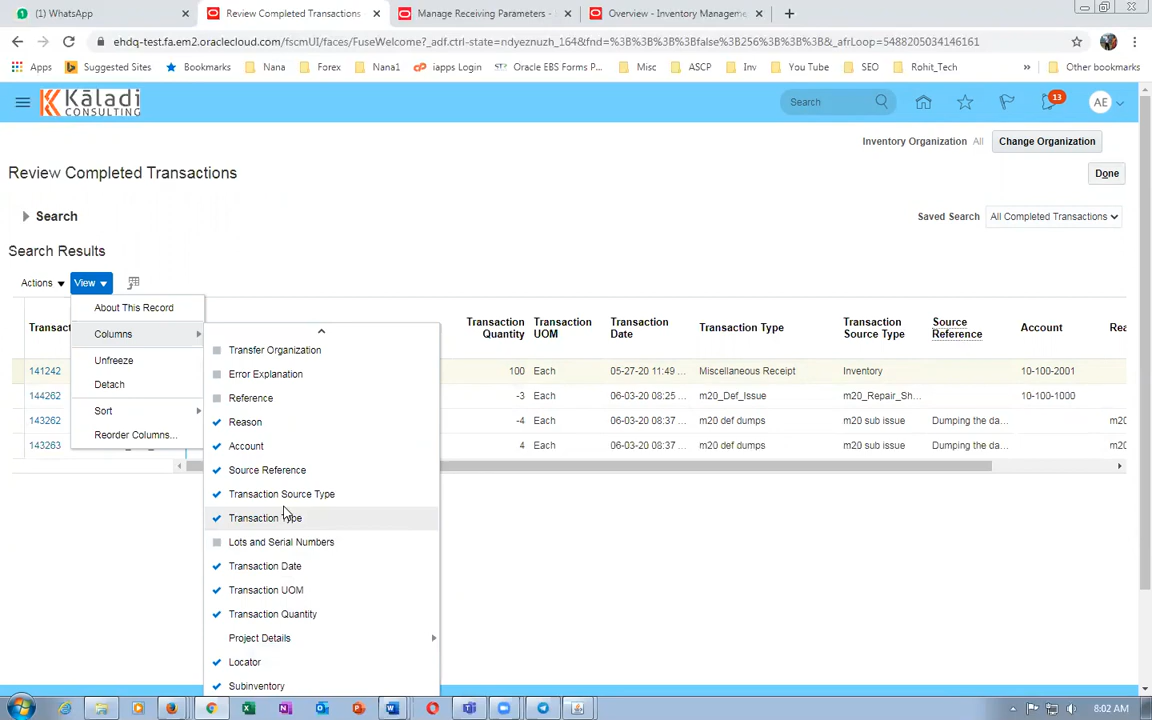 (1) WhatsApp
Review Completed Transactions
Manage Receiving Parameters -
Overview - Inventory Manageme
ehdq-test.fa.em2.oraclecloud.com/fscmUI/faces/FuseWelcome?_adf.ctrl-state=ndyeznuzh_164&fnd=%3B%3B%3B%3Bfalse%3B256%3B%3B%3B&_afrLoop=5488205034146161
Apps Suggested Sites Bookmarks Nana Forex Nana1 iapps Login Oracle EBS Forms P... Misc ASCP Inv You Tube SEO Rohit_Tech » Other bookmarks
Kāladi
CONSULTING
Search
13
AE
Inventory Organization All Change Organization
Review Completed Transactions
Done
Search
Saved Search All Completed Transactions
Search Results
Actions View
About This Record
Columns
Unfreeze
Detach
Sort
Reorder Columns...
Transfer Organization
Error Explanation
Reference
Reason
Account
Source Reference
Transaction Source Type
Transaction Type
Lots and Serial Numbers
Transaction Date
Transaction UOM
Transaction Quantity
Project Details
Locator
Subinventory
Transact Transaction Quantity Transaction UOM Transaction Date Transaction Type Transaction Source Type Source Reference Account Rea
141242 100 Each 05-27-20 11:49 ... Miscellaneous Receipt Inventory 10-100-2001
144262 -3 Each 06-03-20 08:25 ... m20_Def_Issue m20_Repair_Sh... 10-100-1000
143262 -4 Each 06-03-20 08:37 ... m20 def dumps m20 sub issue Dumping the da... m20
143263 4 Each 06-03-20 08:37 ... m20 def dumps m20 sub issue Dumping the da... m20
8:02 AM